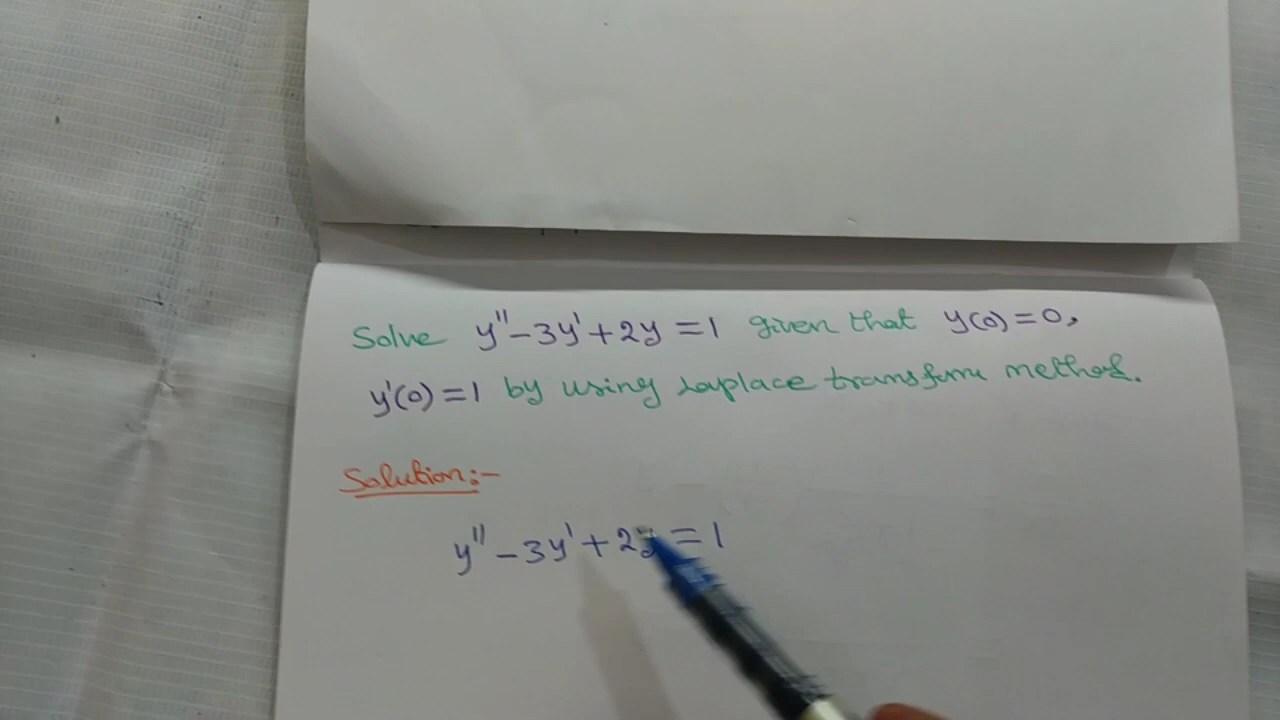 Solve y'' - 3y' + 2y = 1 given that y(0) = 0,
y'(0) = 1 by using Laplace transform method.
Solution:-
y'' - 3y' + 2y = 1